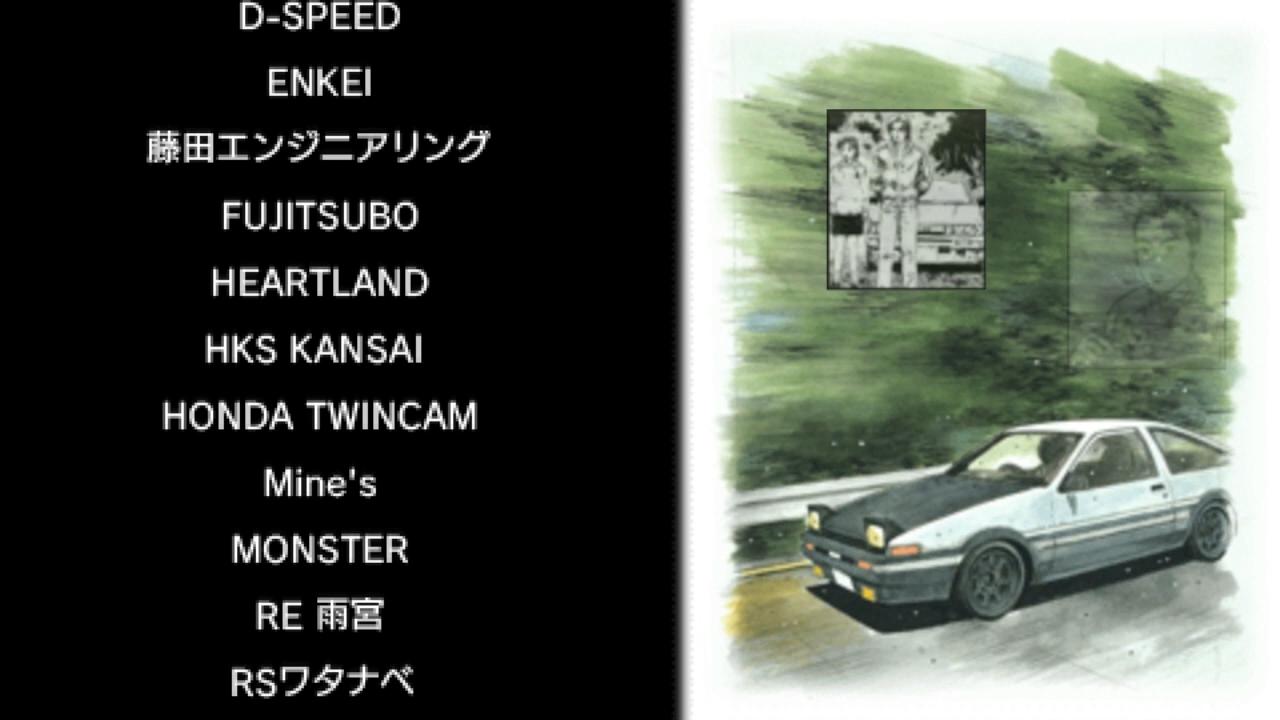 D-SPEED
ENKEI
藤田エンジニアリング
FUJITSUBO
HEARTLAND
HKS KANSAI
HONDA TWINCAM
Mine's
MONSTER
RE 雨宮
RSワタナベ